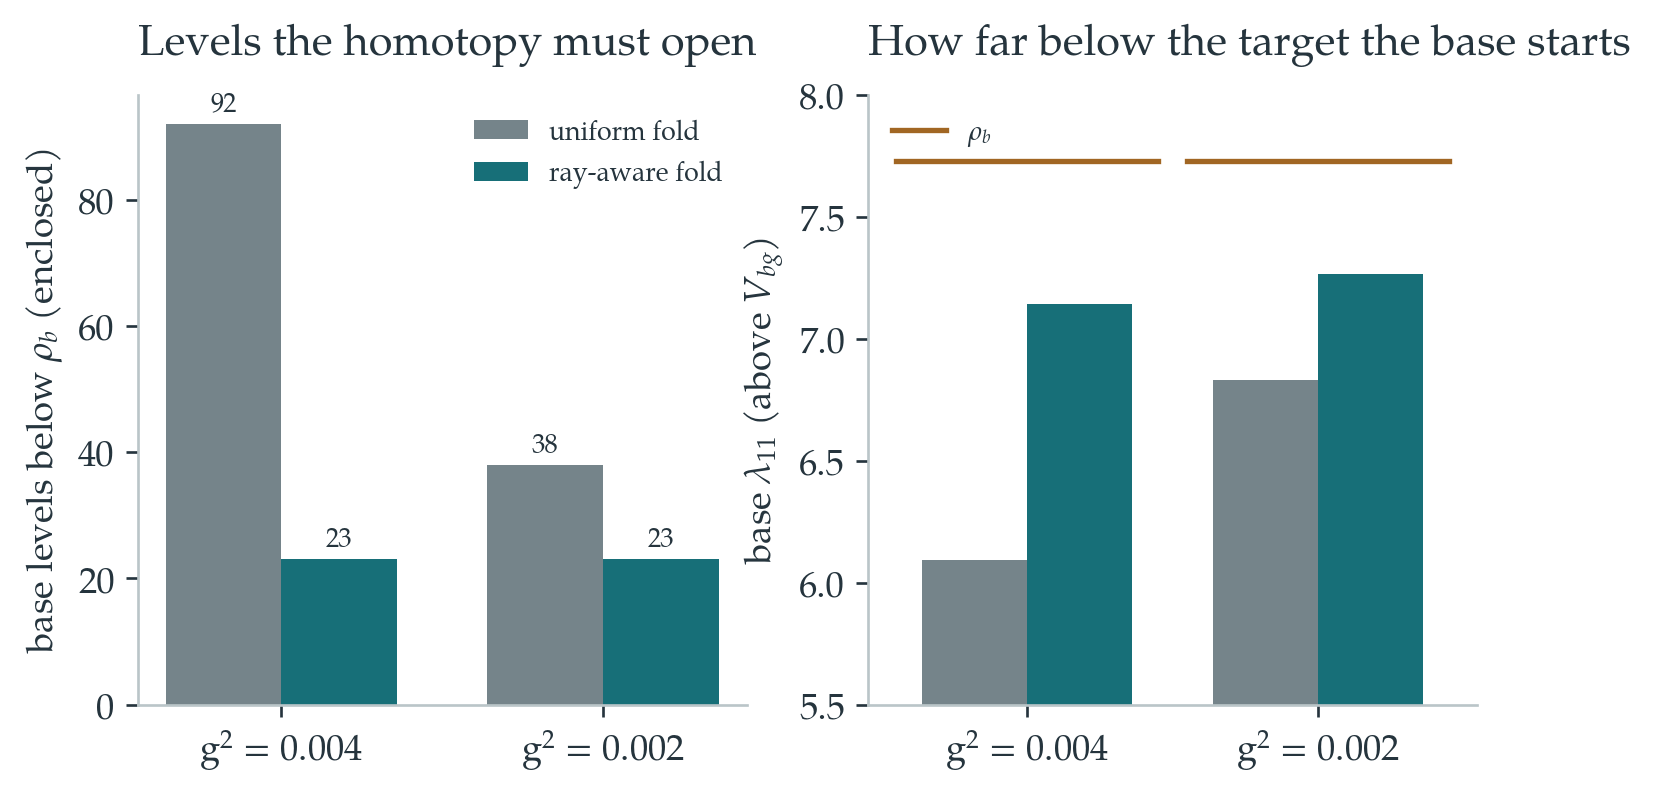 Levels the homotopy must open
base levels below ρ_b (enclosed)
80
60
40
20
0
92
23
38
23
uniform fold
ray-aware fold
g² = 0.004
g² = 0.002
How far below the target the base starts
base λ₁₁ (above V_bg)
8.0
7.5
7.0
6.5
6.0
5.5
ρ_b
g² = 0.004
g² = 0.002